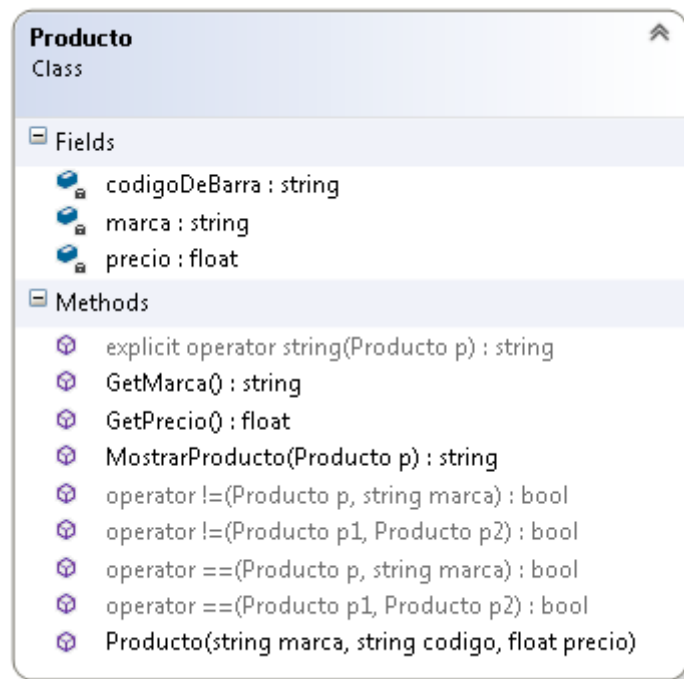 Producto
Class
Fields
codigoDeBarra : string
marca : string
precio : float
Methods
explicit operator string(Producto p) : string
GetMarca() : string
GetPrecio() : float
MostrarProducto(Producto p) : string
operator !=(Producto p, string marca) : bool
operator !=(Producto p1, Producto p2) : bool
operator ==(Producto p, string marca) : bool
operator ==(Producto p1, Producto p2) : bool
Producto(string marca, string codigo, float precio)